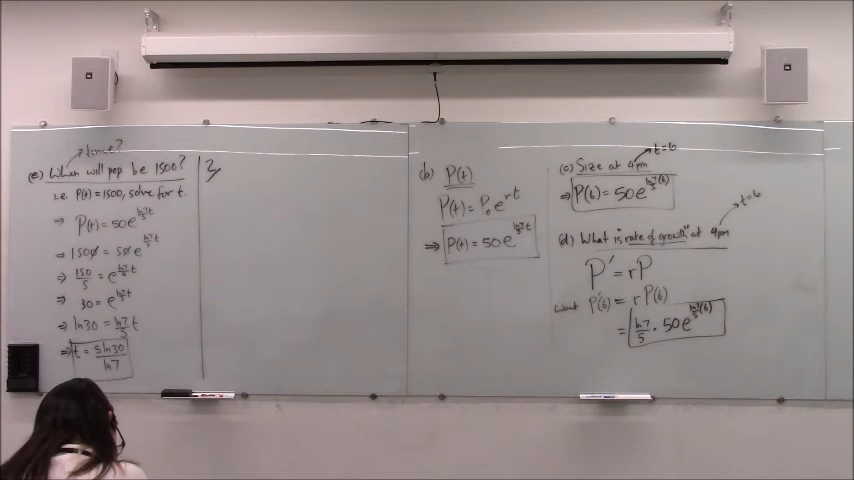 time?
(e) When will pop be 1500?
i.e. P(t)=1500, solve for t.
⇒ P(t)=50e^{ln7/5 t}
⇒ 1500=50e^{ln7/5 t}
⇒ 150/5 = e^{ln7/5 t}
⇒ 30 = e^{ln7/5 t}
⇒ ln30 = ln7/5 t
⇒ t = 5ln30/ln7
3
(b) P(t)
P(t)=P₀e^{rt}
⇒ P(t)=50e^{ln7/5 t}
t=6
(c) Size at 4pm
⇒ P(6)=50e^{ln7/5 (6)}
t=6
(d) What is "rate of growth" at 4pm
P' = rP
want P'(6) = rP(6)
= ln7/5 · 50e^{ln7/5 (6)}